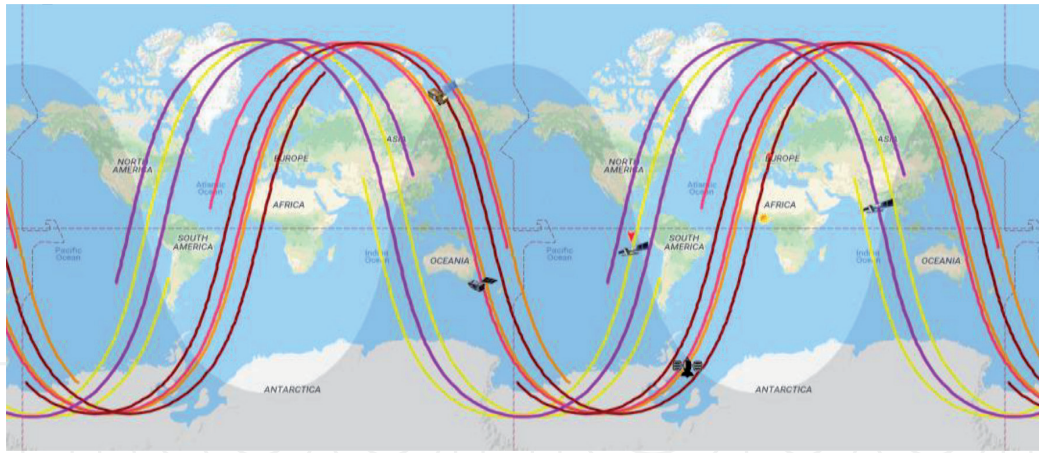 NORTH
AMERICA
EUROPE
ASIA
Atlantic
Ocean
AFRICA
Pacific
Ocean
SOUTH
AMERICA
Indian
Ocean
OCEANIA
ANTARCTICA
NORTH
AMERICA
EUROPE
ASIA
Atlantic
Ocean
AFRICA
Pacific
Ocean
SOUTH
AMERICA
Indian
Ocean
OCEANIA
ANTARCTICA